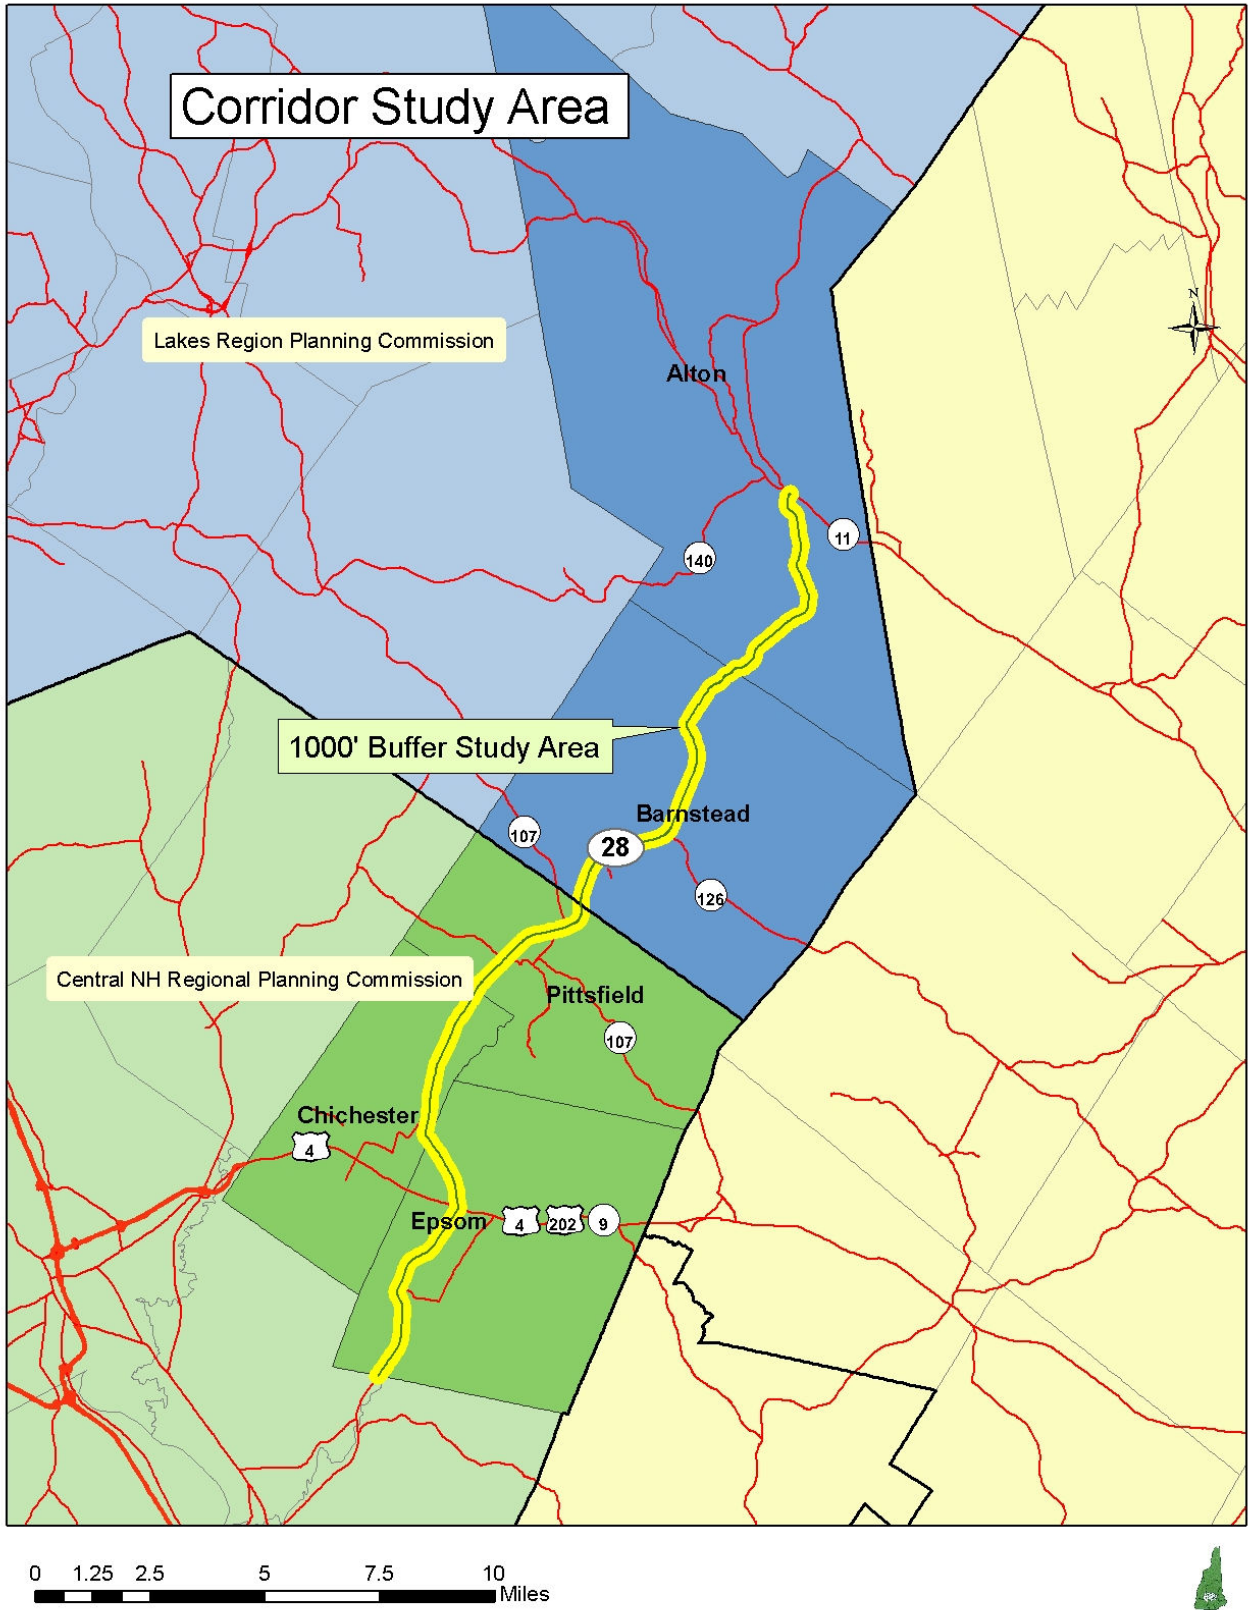 Corridor Study Area
N
Lakes Region Planning Commission
Alton
11
140
1000' Buffer Study Area
Barnstead
107
28
126
Central NH Regional Planning Commission
Pittsfield
107
Chichester
4
Epsom
4
202
9
0 1.25 2.5 5 7.5 10
Miles